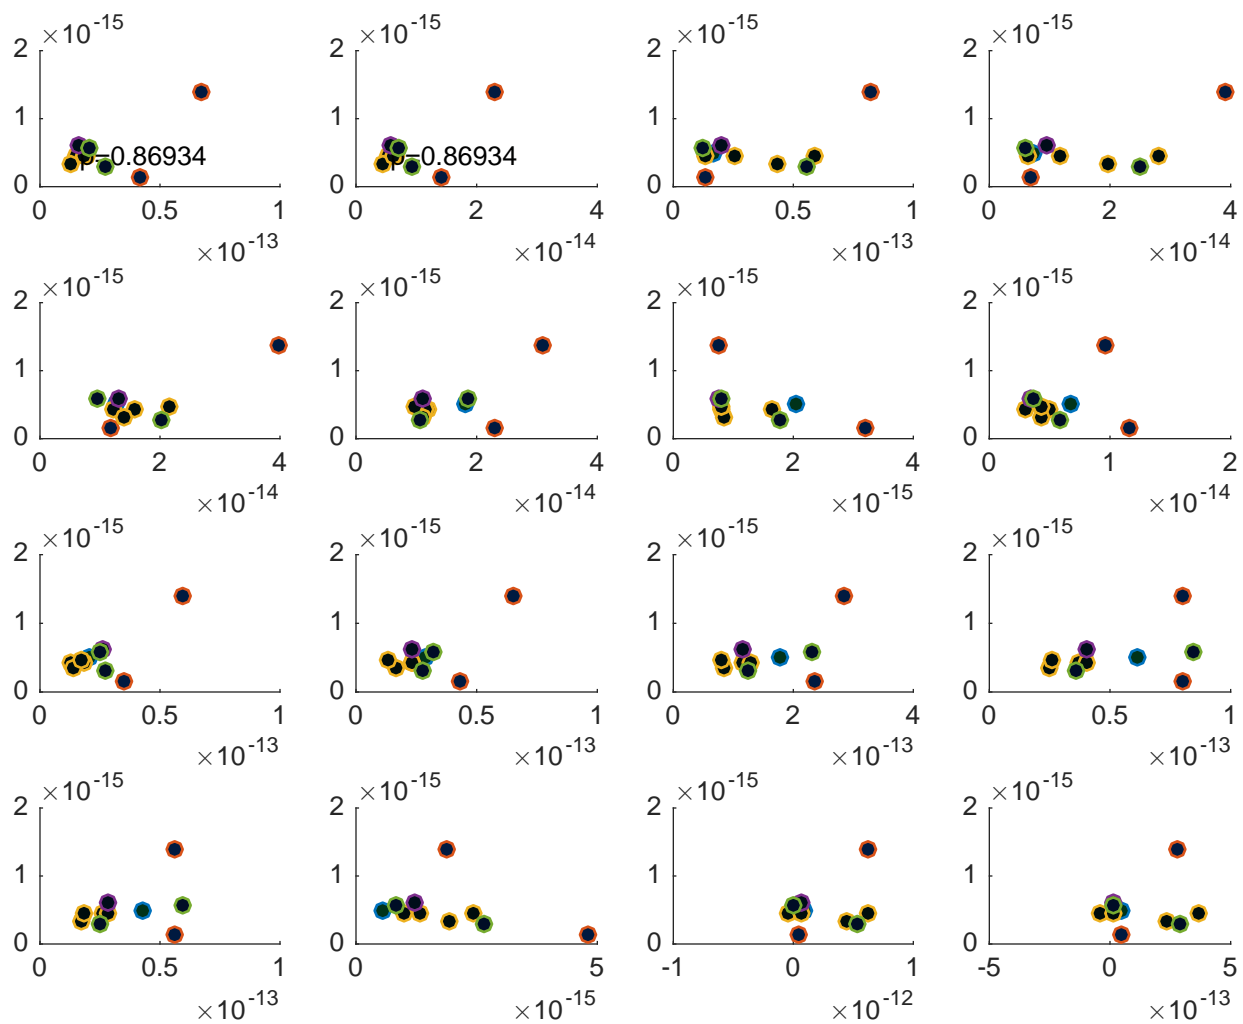 ×10-15 ×10-15 ×10-15 ×10-15
2 2 2 2
1 1 1 1
=0.86934 =0.86934
0 0 0 0
0 0.5 1 0 2 4 0 0.5 1 0 2 4
×10-13 ×10-14 ×10-13 ×10-14
×10-15 ×10-15 ×10-15 ×10-15
2 2 2 2
1 1 1 1
0 0 0 0
0 2 4 0 2 4 0 2 4 0 1 2
×10-14 ×10-14 ×10-15 ×10-14
×10-15 ×10-15 ×10-15 ×10-15
2 2 2 2
1 1 1 1
0 0 0 0
0 0.5 1 0 0.5 1 0 2 4 0 0.5 1
×10-13 ×10-13 ×10-13 ×10-13
×10-15 ×10-15 ×10-15 ×10-15
2 2 2 2
1 1 1 1
0 0 0 0
0 0.5 1 0 5 -1 0 1 -5 0 5
×10-13 ×10-15 ×10-12 ×10-13